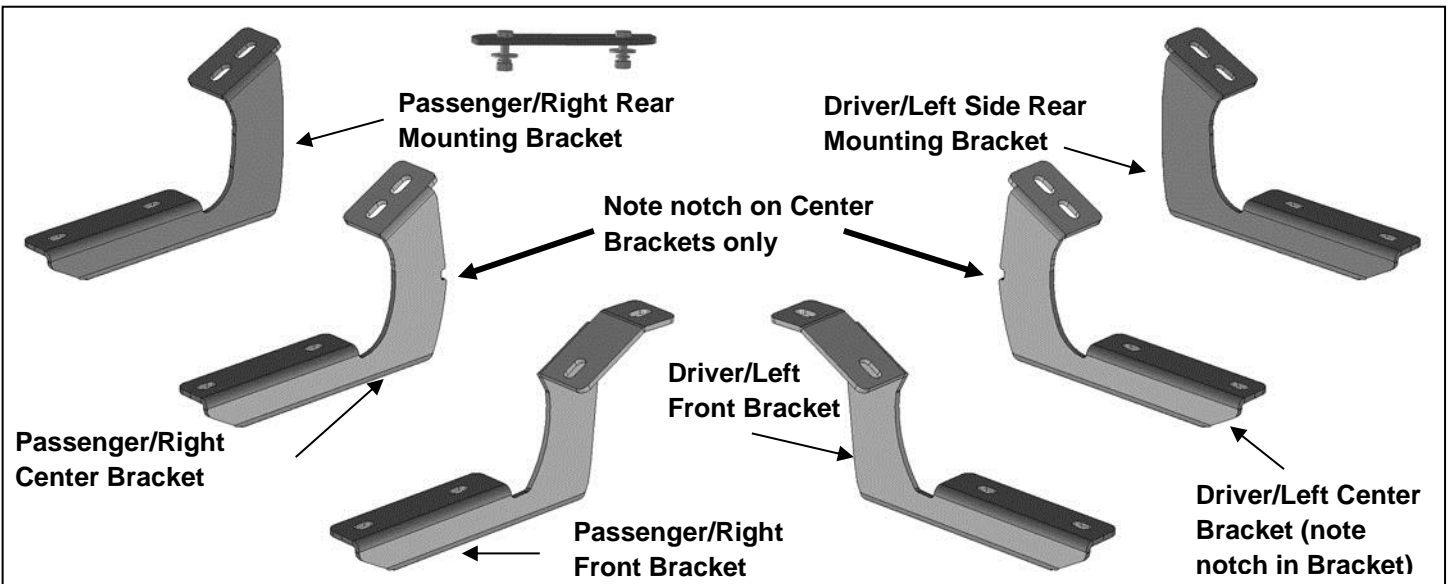 Passenger/Right Rear
Mounting Bracket
Driver/Left Side Rear
Mounting Bracket
Note notch on Center
Brackets only
Driver/Left
Front Bracket
Passenger/Right
Center Bracket
Passenger/Right
Front Bracket
Driver/Left Center
Bracket (note
notch in Bracket)